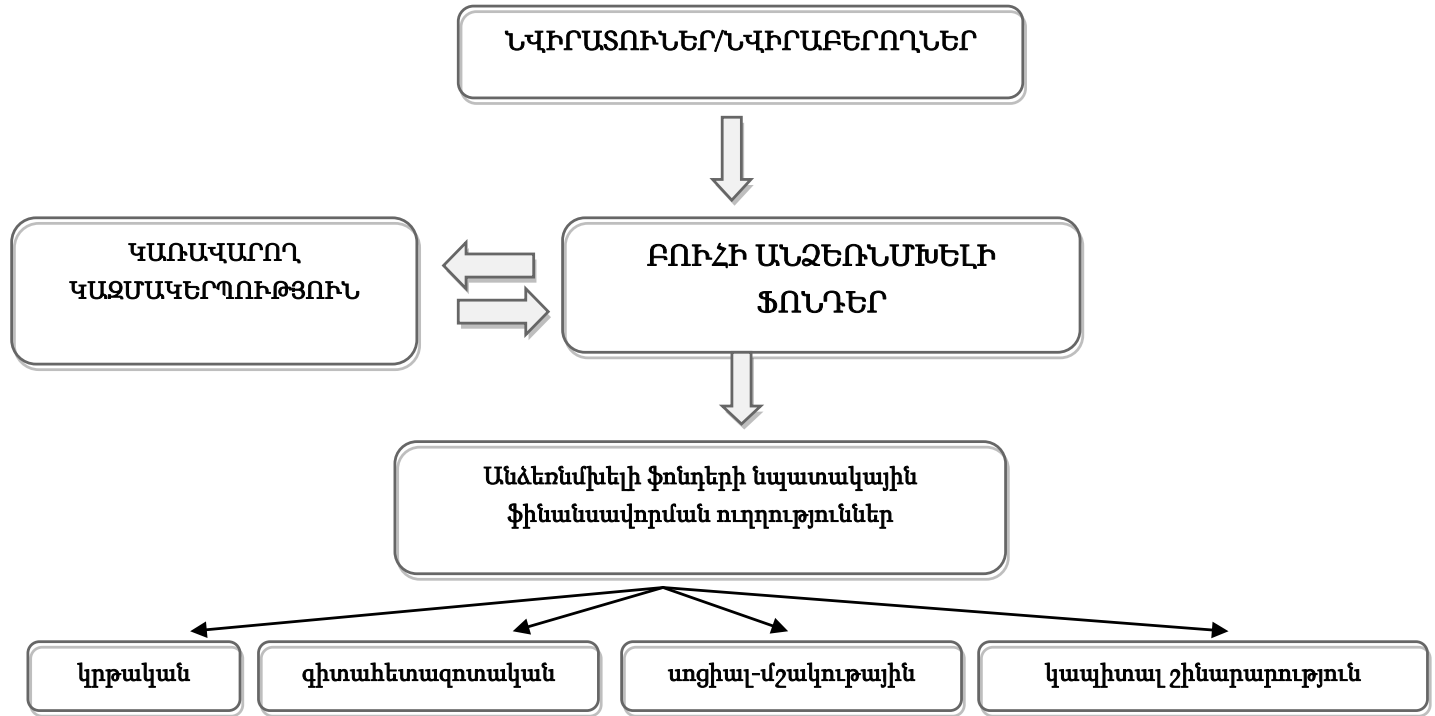 ՆՎԻՐԱՏՈՒՆԵՐ/ՆՎԻՐԱԲԵՐՈՂՆԵՐ
ԿԱՌԱՎԱՐՈՂ
ԿԱԶՄԱԿԵՐՊՈՒԹՅՈՒՆ
ԲՈՒՀԻ ԱՆՁԵՌՆՄԽԵԼԻ
ՖՈՆԴԵՐ
Անձեռնմխելի ֆոնդերի նպատակային
ֆինանսավորման ուղղություններ
կրթական
գիտահետազոտական
սոցիալ-մշակութային
կապիտալ շինարարություն